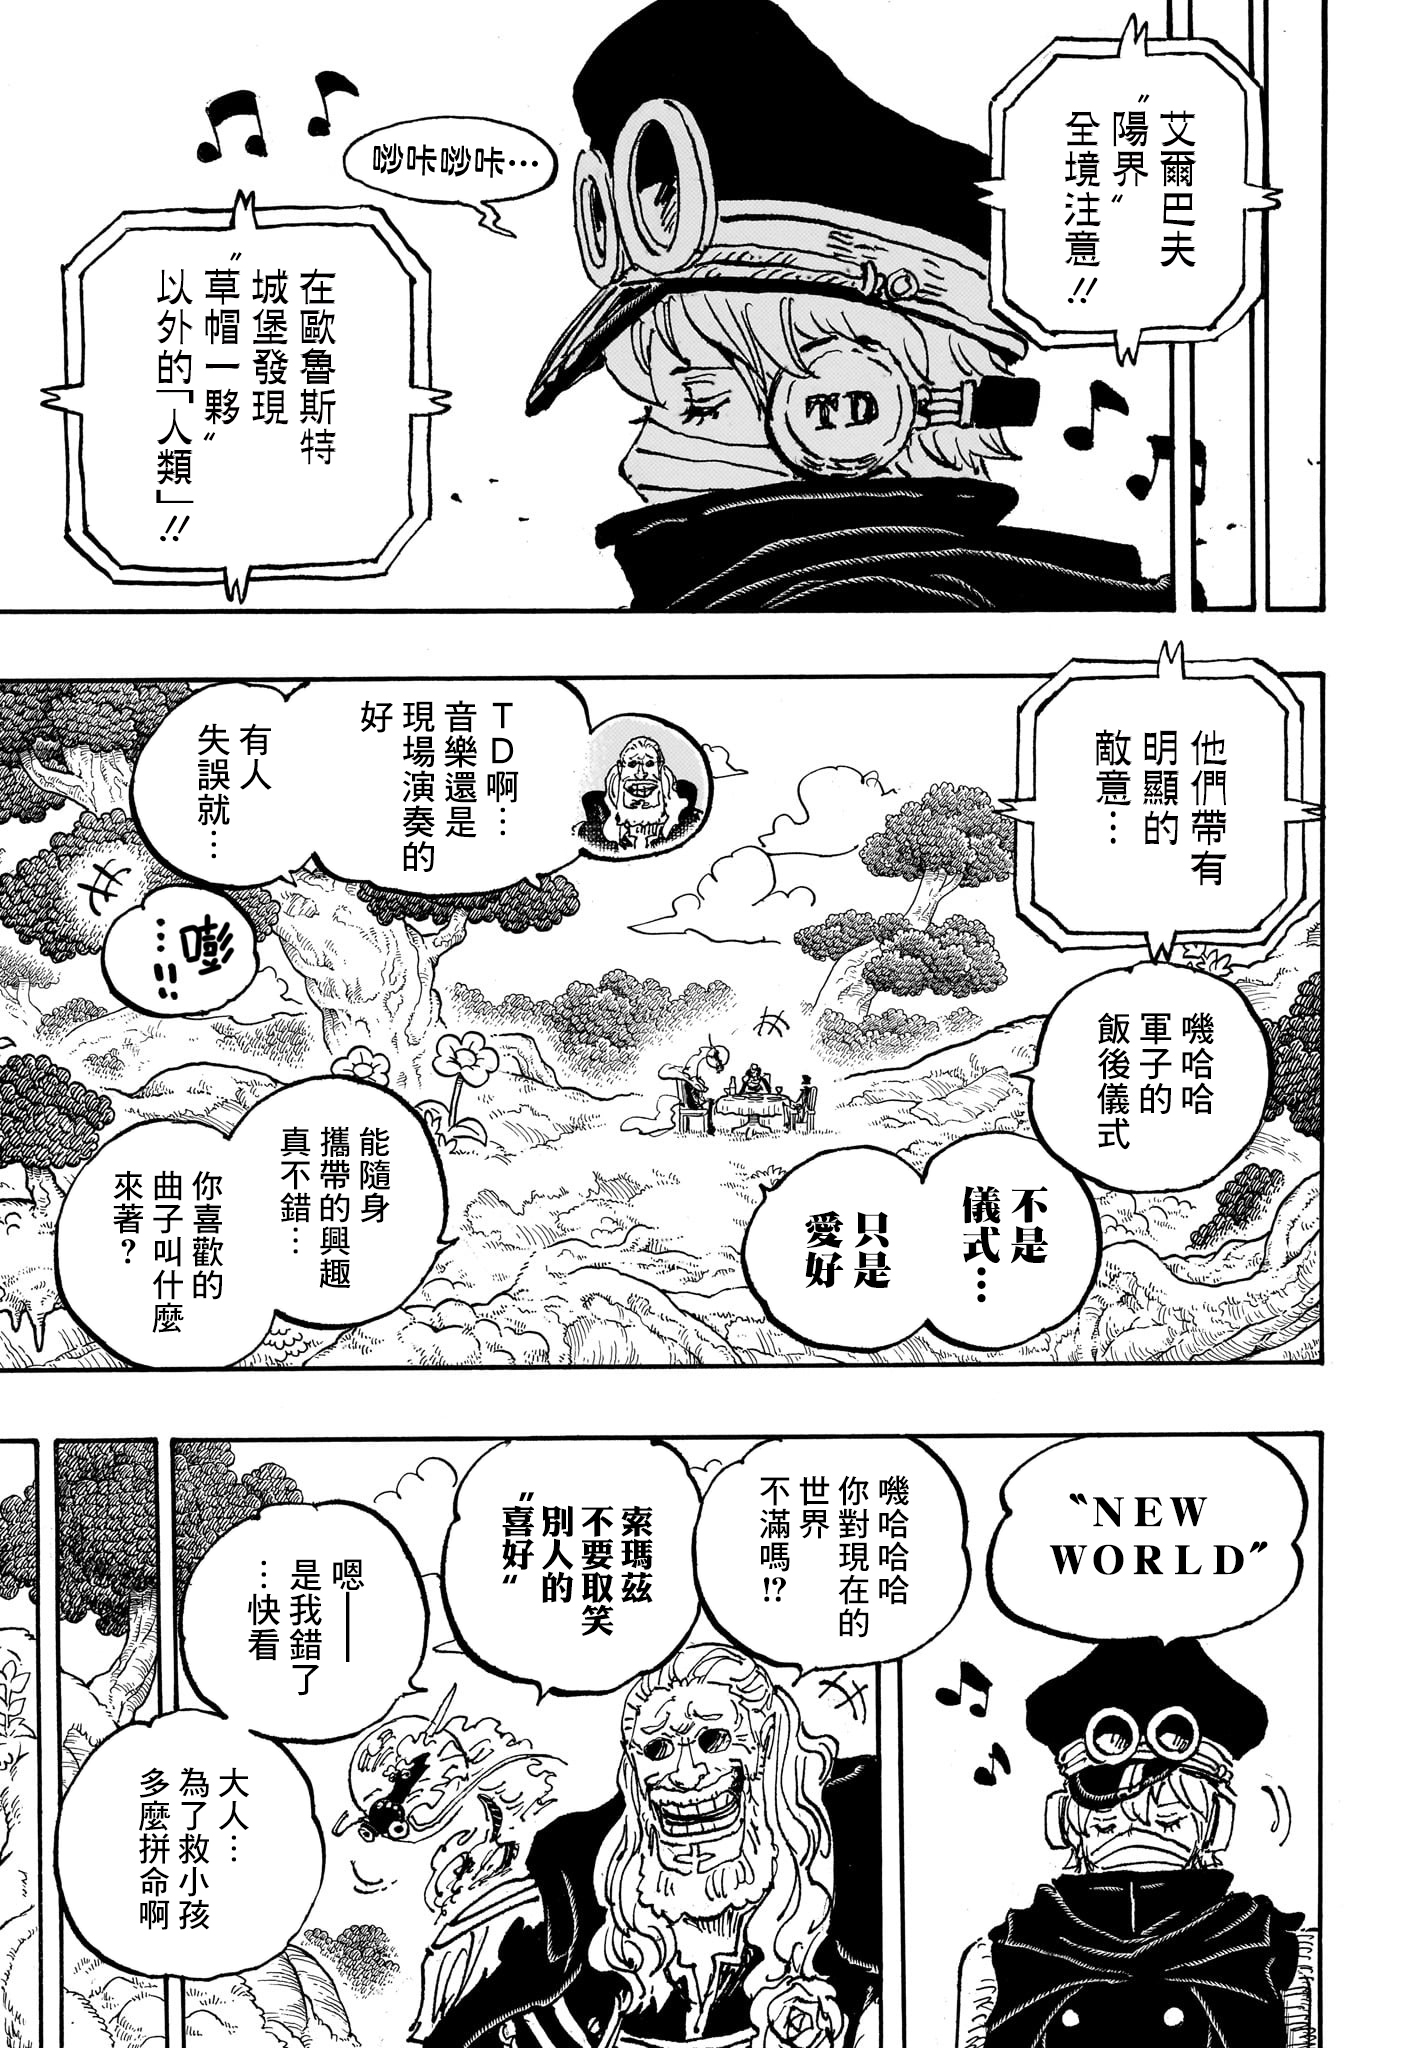 艾爾巴夫
〝陽界〞
全境注意!!
唦咔唦咔…
TD
在歐魯斯特
城堡發現
〝草帽一夥〞
以外的「人類」!!
他們帶有
明顯的
敵意…
嘰哈哈
軍子的
飯後儀式
不是
儀式…
只是
愛好
TD啊…
音樂還是
現場演奏的
好
有人
失誤就…
嘭
…!!
能隨身
攜帶的興趣
真不錯…
你喜歡的
曲子叫什麼
來著?
〝NEW
WORLD〞
嘰哈哈哈
你對現在的
世界
不滿嗎!?
索瑪茲
不要取笑
別人的
〝喜好〞
嗯──
是我錯了
…快看
大人…
為了救小孩
多麼拼命啊